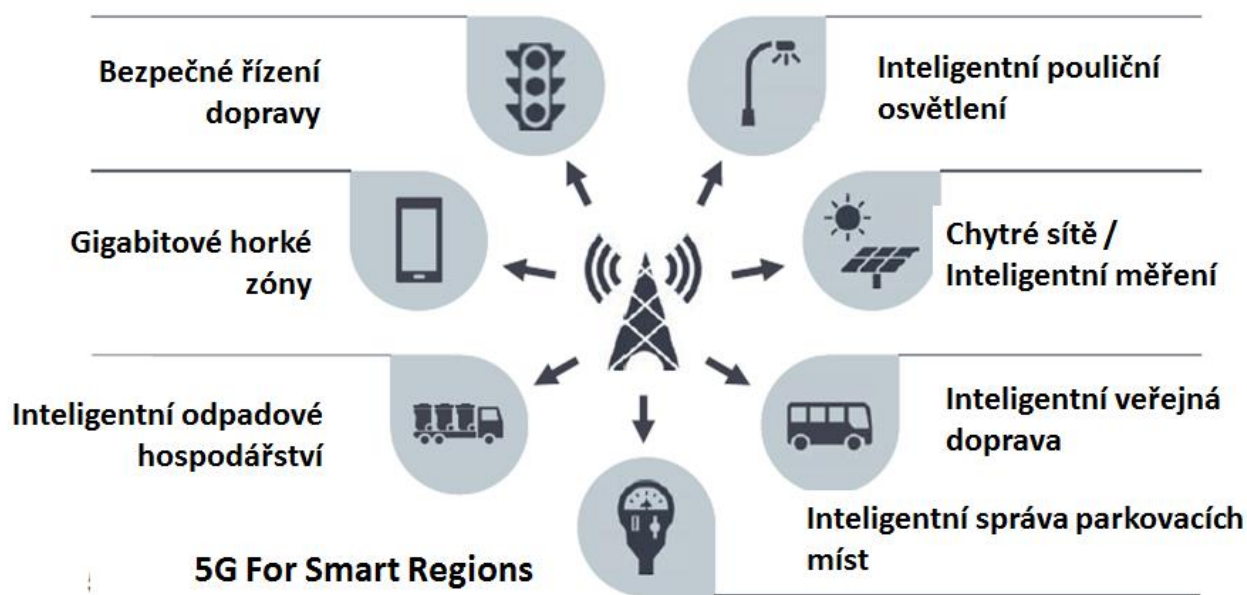 Bezpečné řízení
dopravy
Inteligentní pouliční
osvětlení
Gigabitové horké
zóny
Chytré sítě /
Inteligentní měření
Inteligentní odpadové
hospodářství
Inteligentní veřejná
doprava
Inteligentní správa parkovacích
míst
5G For Smart Regions